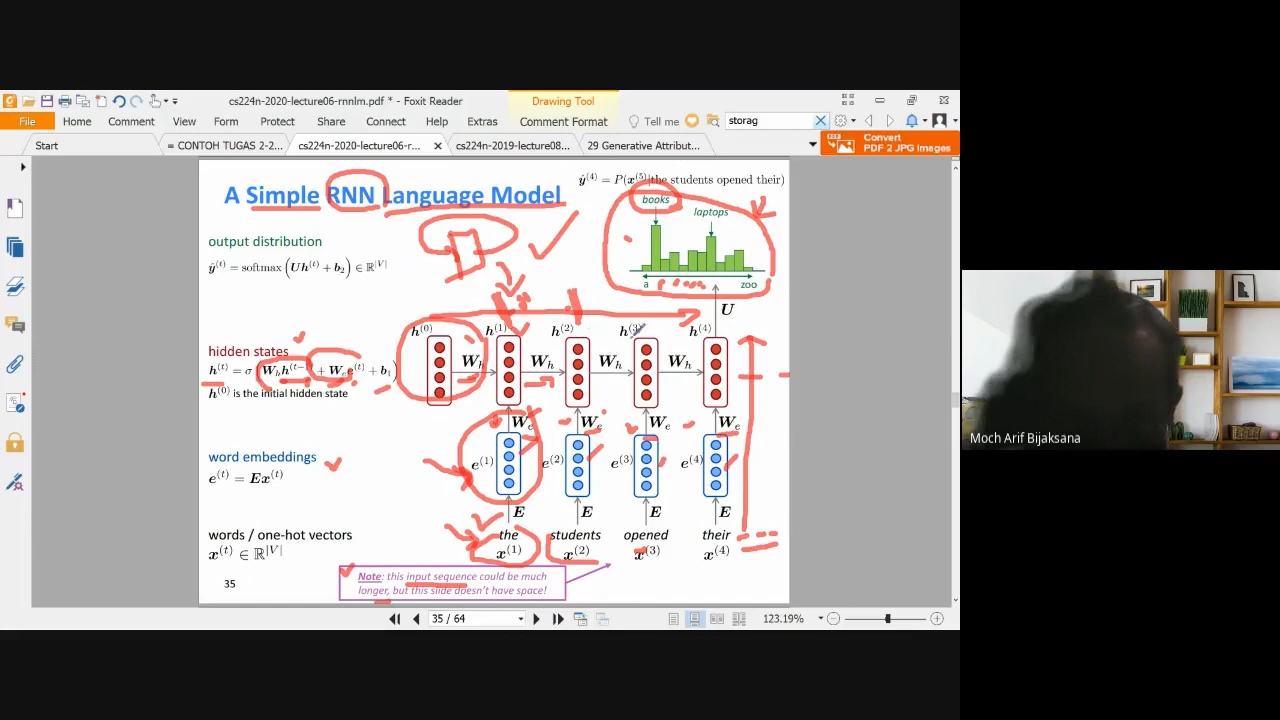 cs224n-2020-lecture06-rnnlm.pdf * - Foxit Reader
Drawing Tool
File Home Comment View Form Protect Share Connect Help Extras Comment Format Tell me storag
Start = CONTOH TUGAS 2-2... cs224n-2020-lecture06-r... cs224n-2019-lecture08... 29 Generative Attribut...
Convert
PDF 2 JPG Images
A Simple RNN Language Model
ŷ⁽⁴⁾ = P(x⁽⁵⁾|the students opened their)
books
laptops
a zoo
output distribution
ŷ⁽ᵗ⁾ = softmax (Uh⁽ᵗ⁾ + b₂) ∈ ℝ^|V|
U
h⁽⁰⁾ h⁽¹⁾ h⁽²⁾ h⁽³⁾ h⁽⁴⁾
Wₕ Wₕ Wₕ Wₕ
hidden states
h⁽ᵗ⁾ = σ (Wₕh⁽ᵗ⁻¹⁾ + Wₑe⁽ᵗ⁾ + b₁)
h⁽⁰⁾ is the initial hidden state
Wₑ Wₑ Wₑ Wₑ
word embeddings
e⁽ᵗ⁾ = Ex⁽ᵗ⁾
e⁽¹⁾ e⁽²⁾ e⁽³⁾ e⁽⁴⁾
E E E E
words / one-hot vectors
x⁽ᵗ⁾ ∈ ℝ^|V|
the students opened their
x⁽¹⁾ x⁽²⁾ x⁽³⁾ x⁽⁴⁾
Note: this input sequence could be much
longer, but this slide doesn't have space!
35
35 / 64 123.19%
Moch Arif Bijaksana